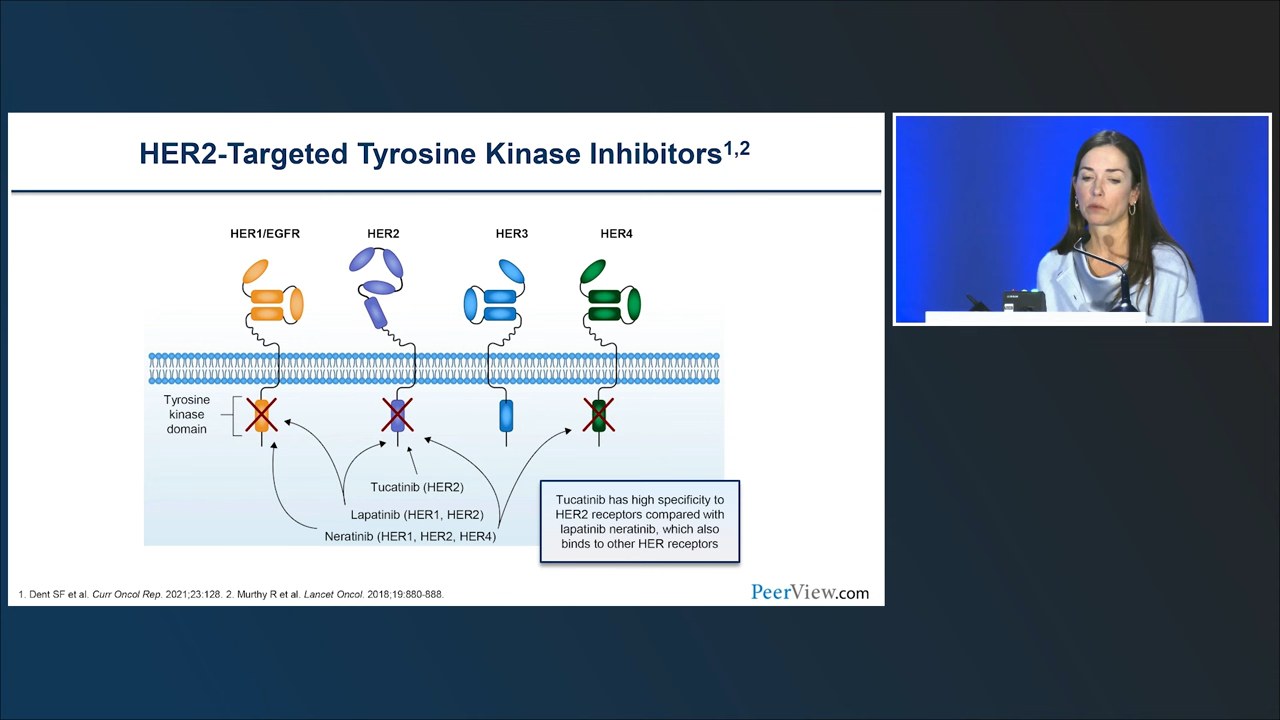 HER2-Targeted Tyrosine Kinase Inhibitors1,2
HER1/EGFR
HER2
HER3
HER4
Tyrosine
kinase
domain
Tucatinib (HER2)
Lapatinib (HER1, HER2)
Neratinib (HER1, HER2, HER4)
Tucatinib has high specificity to
HER2 receptors compared with
lapatinib neratinib, which also
binds to other HER receptors
1. Dent SF et al. Curr Oncol Rep. 2021;23:128. 2. Murthy R et al. Lancet Oncol. 2018;19:880-888.
PeerView.com